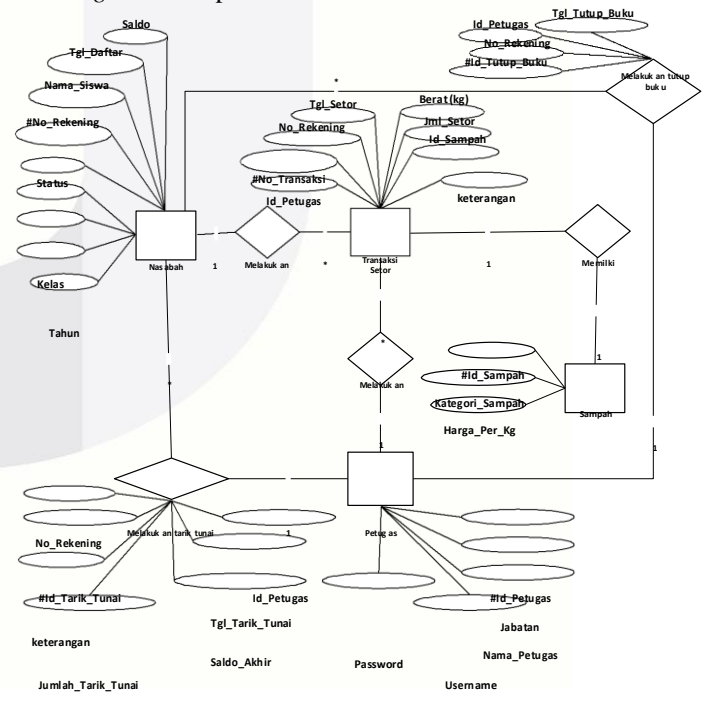 Saldo
Tgl_Daftar
Nama_Siswa
#No_Rekening
Status
Kelas
Tahun
Nasabah
1
Melakukan
*
Tgl_Setor
No_Rekening
#No_Transaksi
Id_Petugas
Berat(kg)
Jml_Setor
Id_Sampah
keterangan
Transaksi
Setor
1
Memilki
*
Tgl_Tutup_Buku
Id_Petugas
No_Rekening
#Id_Tutup_Buku
Melakukan tutup
buku
*
Melakukan
1
1
#Id_Sampah
Kategori_Sampah
Harga_Per_Kg
Sampah
1
*
Melakukan tarik tunai
1
Petugas
No_Rekening
#Id_Tarik_Tunai
keterangan
Jumlah_Tarik_Tunai
Id_Petugas
Tgl_Tarik_Tunai
Saldo_Akhir
Password
#Id_Petugas
Jabatan
Nama_Petugas
Username